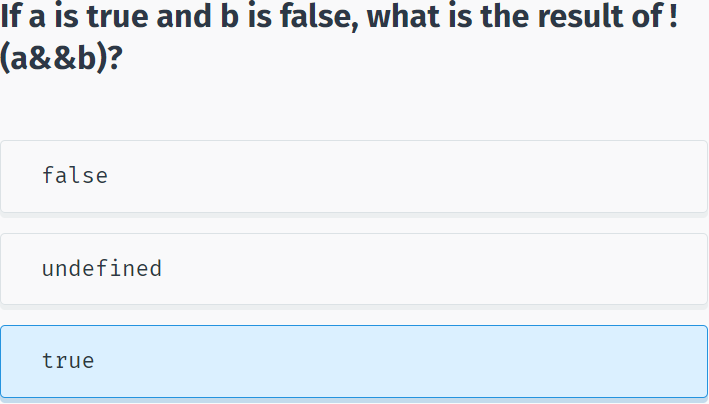 If a is true and b is false, what is the result of !
(a&&b)?
false
undefined
true